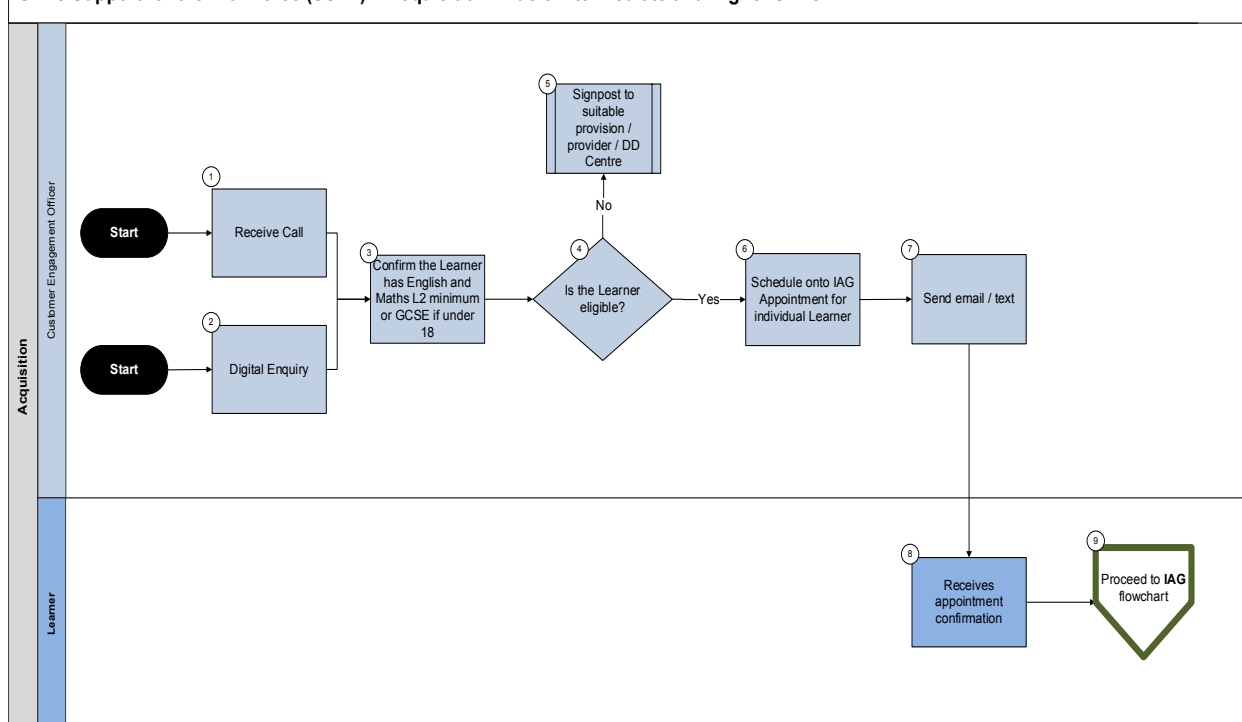 Acquisition
Customer Engagement Officer
Learner
Start
1
Receive Call
Start
2
Digital Enquiry
3
Confirm the Learner
has English and
Maths L2 minimum
or GCSE if under
18
4
Is the Learner
eligible?
No
5
Signpost to
suitable
provision /
provider / DD
Centre
Yes
6
Schedule onto IAG
Appointment for
individual Learner
7
Send email / text
8
Receives
appointment
confirmation
9
Proceed to IAG
flowchart